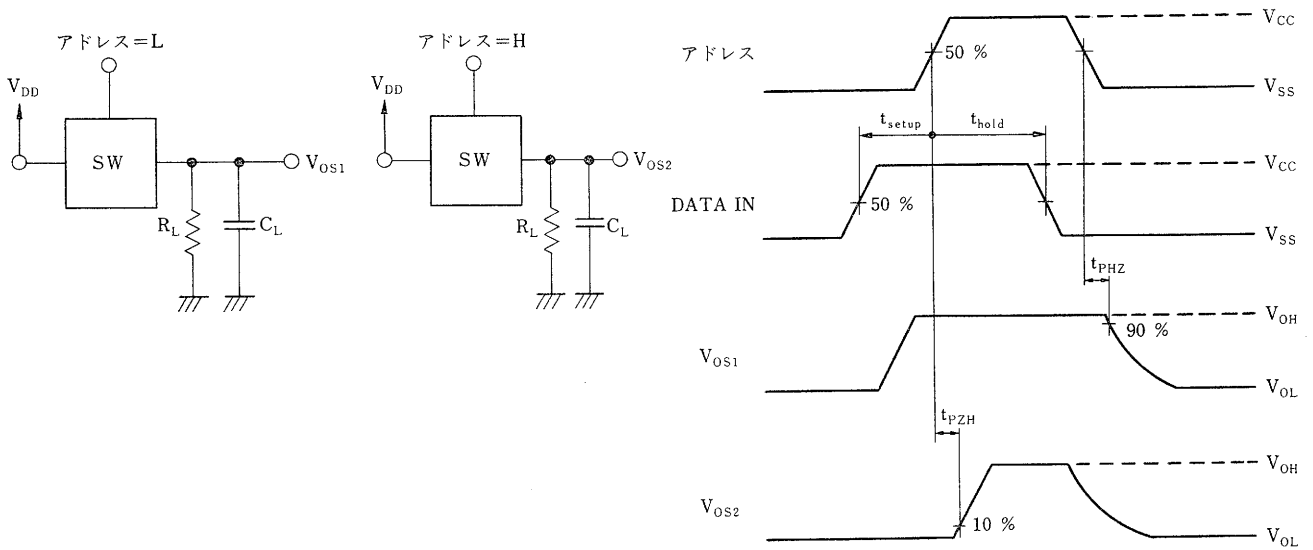 アドレス=L
V_DD
SW
V_OS1
R_L
C_L
アドレス=H
V_DD
SW
V_OS2
R_L
C_L
アドレス
50 %
V_CC
V_SS
t_setup
t_hold
DATA IN
50 %
V_CC
V_SS
t_PHZ
V_OS1
90 %
V_OH
V_OL
t_PZH
V_OS2
10 %
V_OH
V_OL